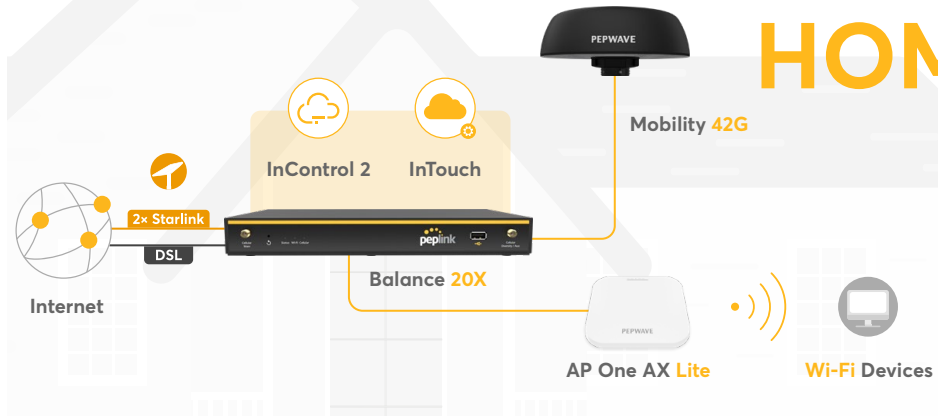 PEPWAVE
HOM
Mobility 42G
InControl 2
InTouch
2× Starlink
DSL
peplink
Balance 20X
Internet
PEPWAVE
AP One AX Lite
Wi-Fi Devices